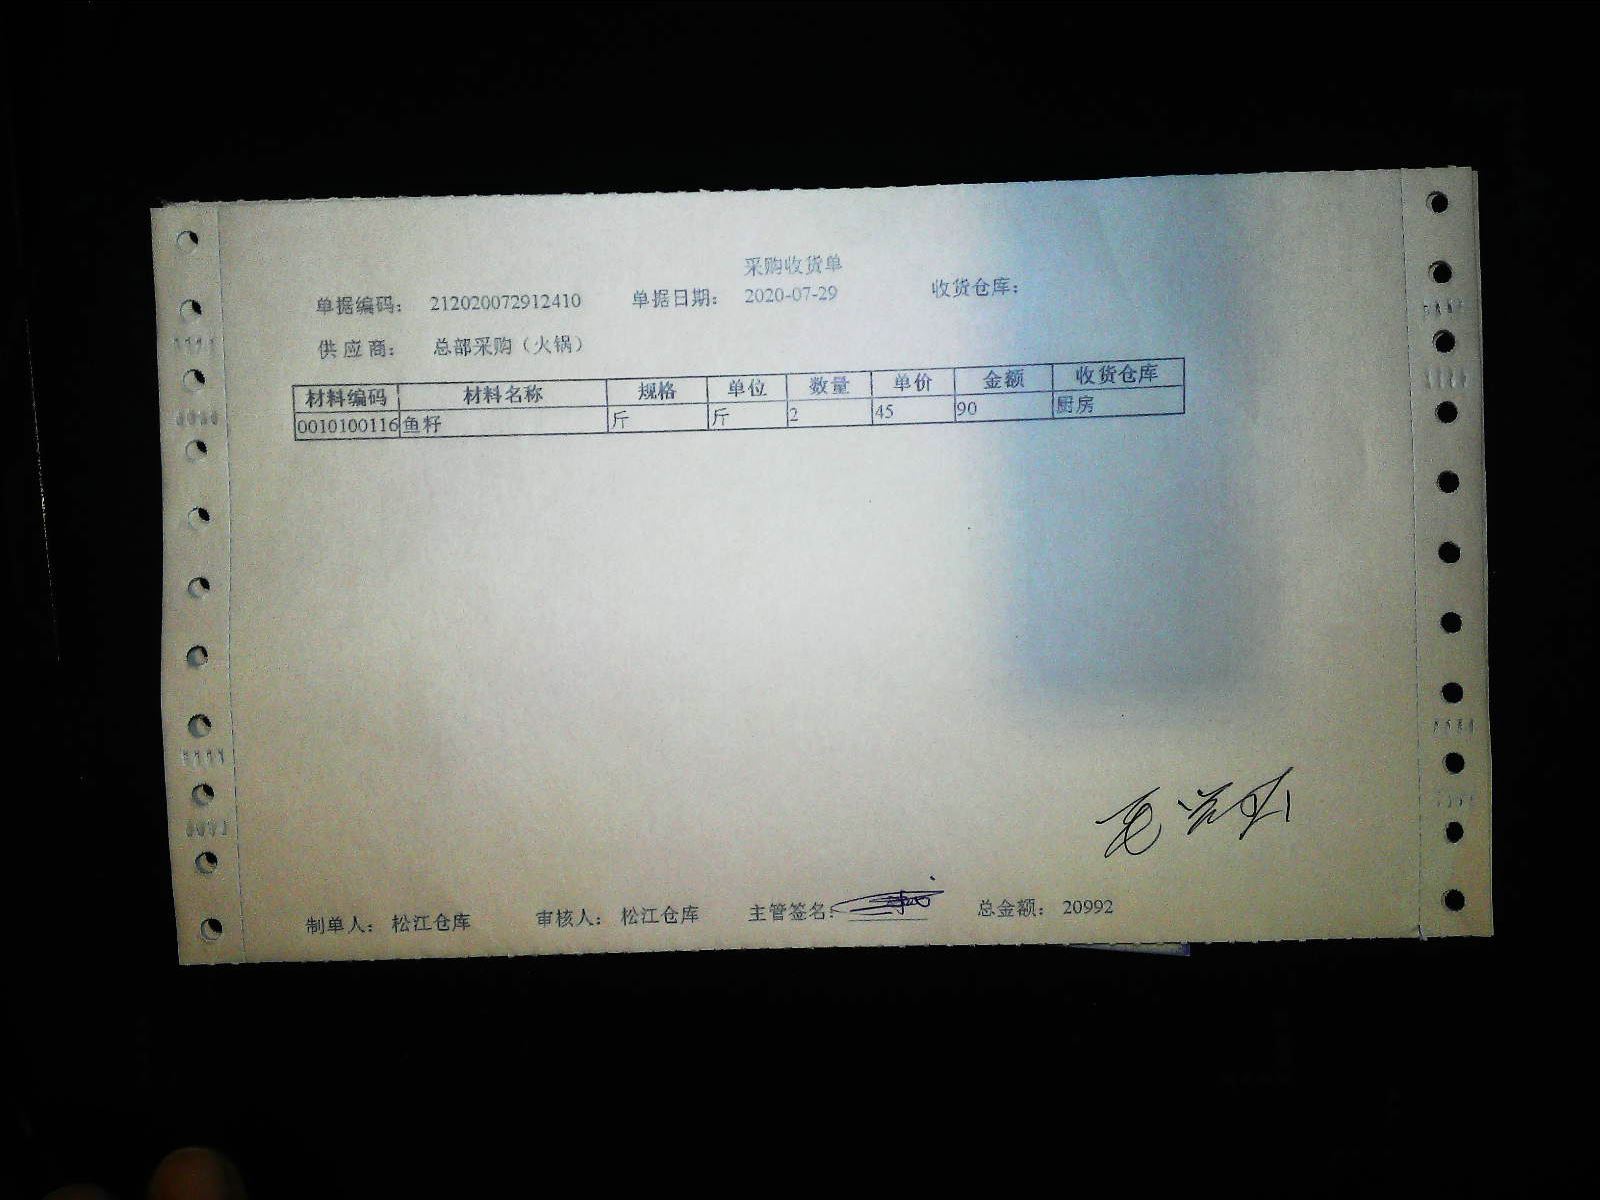 采购收货单
单据编码: 212020072912410 单据日期: 2020-07-29 收货仓库:
供应商: 总部采购（火锅）
材料编码 材料名称 规格 单位 数量 单价 金额 收货仓库
0010100116 鱼籽 斤 斤 2 45 90 厨房
制单人: 松江仓库 审核人: 松江仓库 主管签名: 总金额: 20992